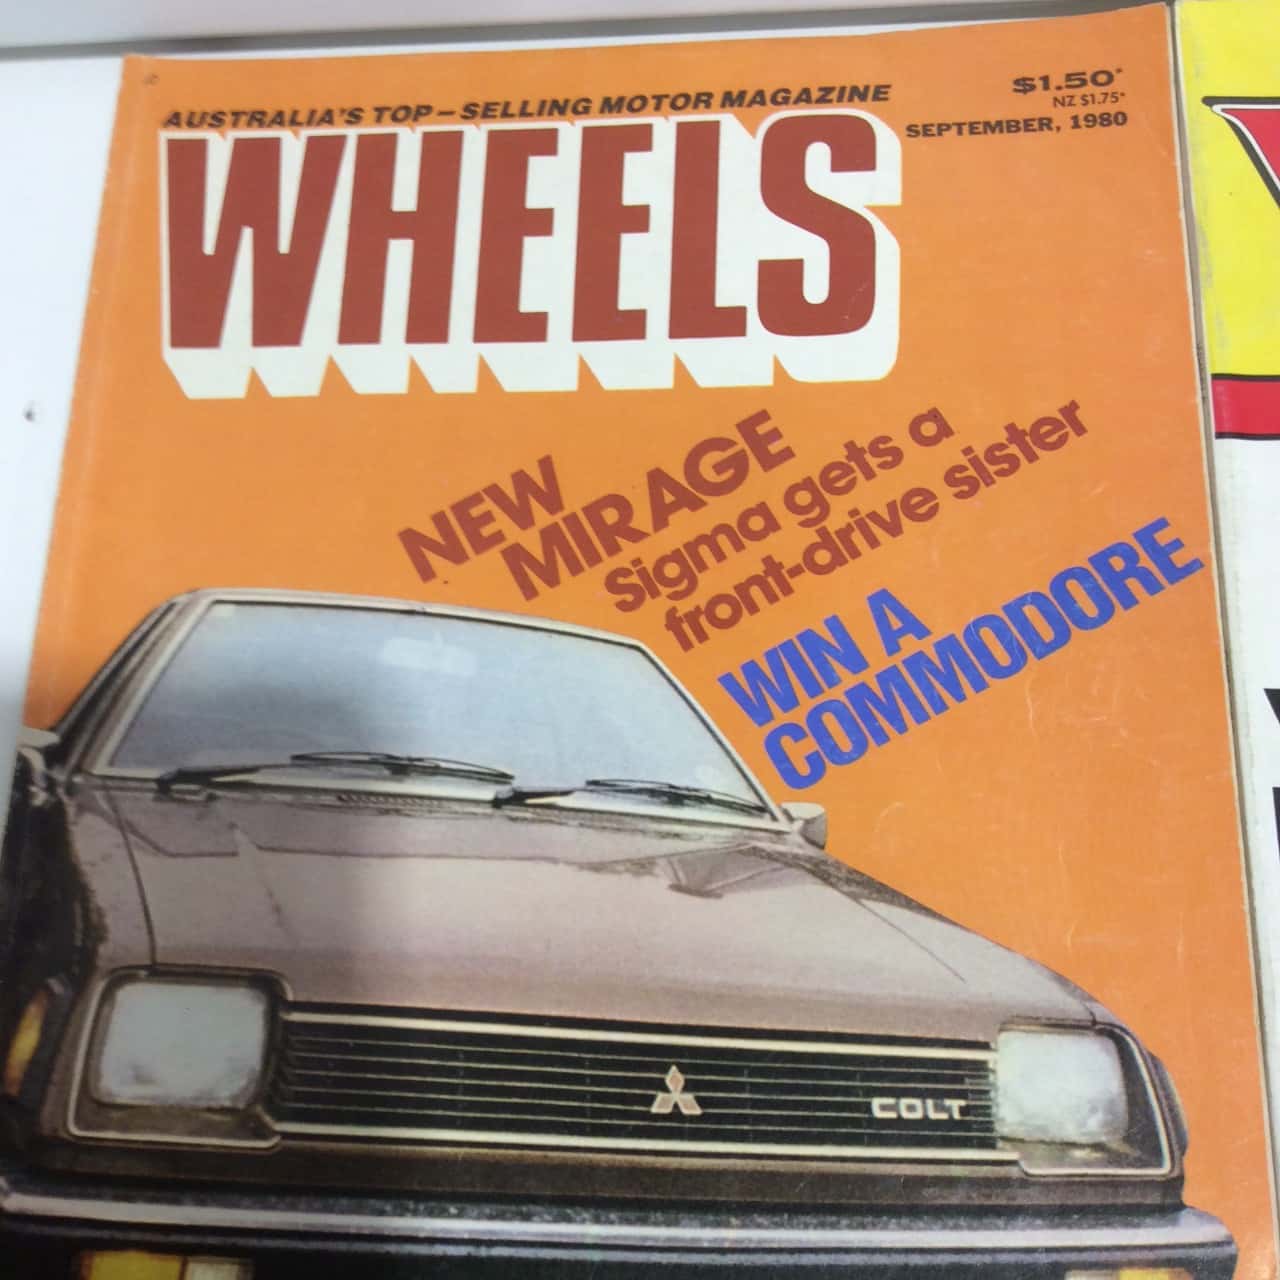 AUSTRALIA'S TOP-SELLING MOTOR MAGAZINE
$1.50*
NZ $1.75*
SEPTEMBER, 1980
WHEELS
NEW
MIRAGE
Sigma gets a
front-drive sister
WIN A
COMMODORE
COLT